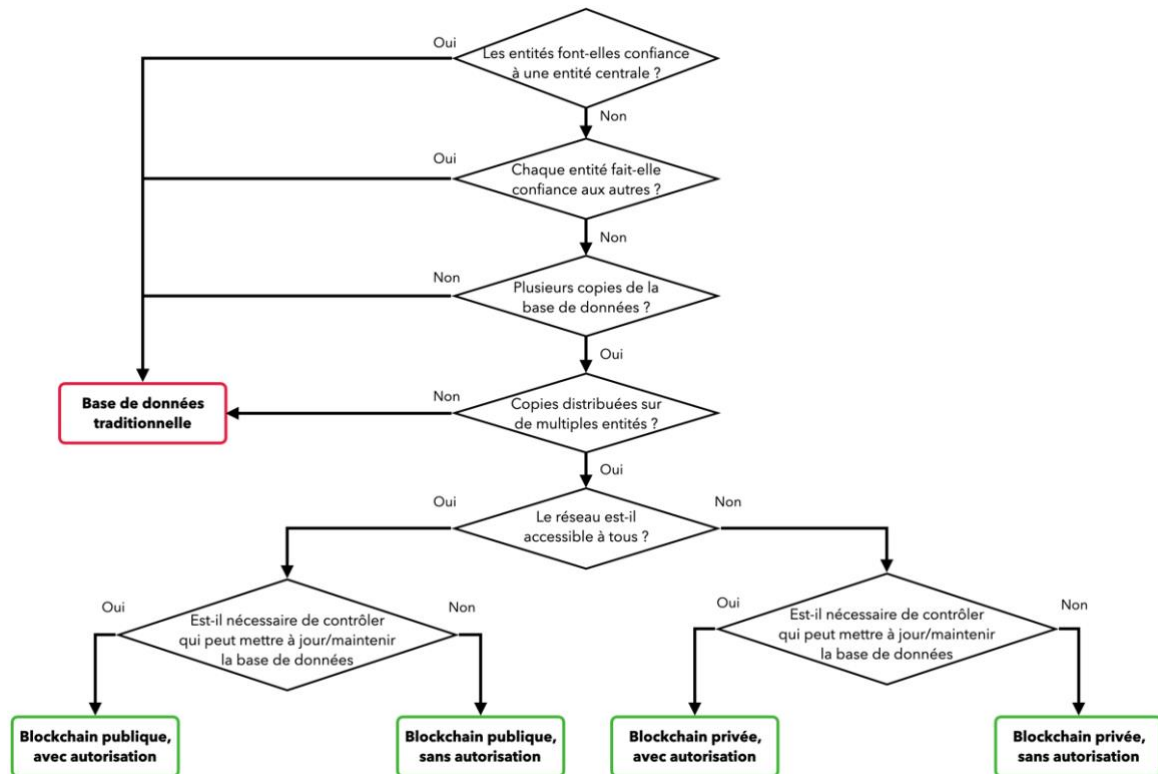 Oui
Les entités font-elles confiance
à une entité centrale ?
Non
Oui
Chaque entité fait-elle
confiance aux autres ?
Non
Non
Plusieurs copies de la
base de données ?
Oui
Base de données
traditionnelle
Non
Copies distribuées sur
de multiples entités ?
Oui
Oui
Le réseau est-il
accessible à tous ?
Non
Oui
Est-il nécessaire de contrôler
qui peut mettre à jour/maintenir
la base de données
Non
Oui
Est-il nécessaire de contrôler
qui peut mettre à jour/maintenir
la base de données
Non
Blockchain publique,
avec autorisation
Blockchain publique,
sans autorisation
Blockchain privée,
avec autorisation
Blockchain privée,
sans autorisation